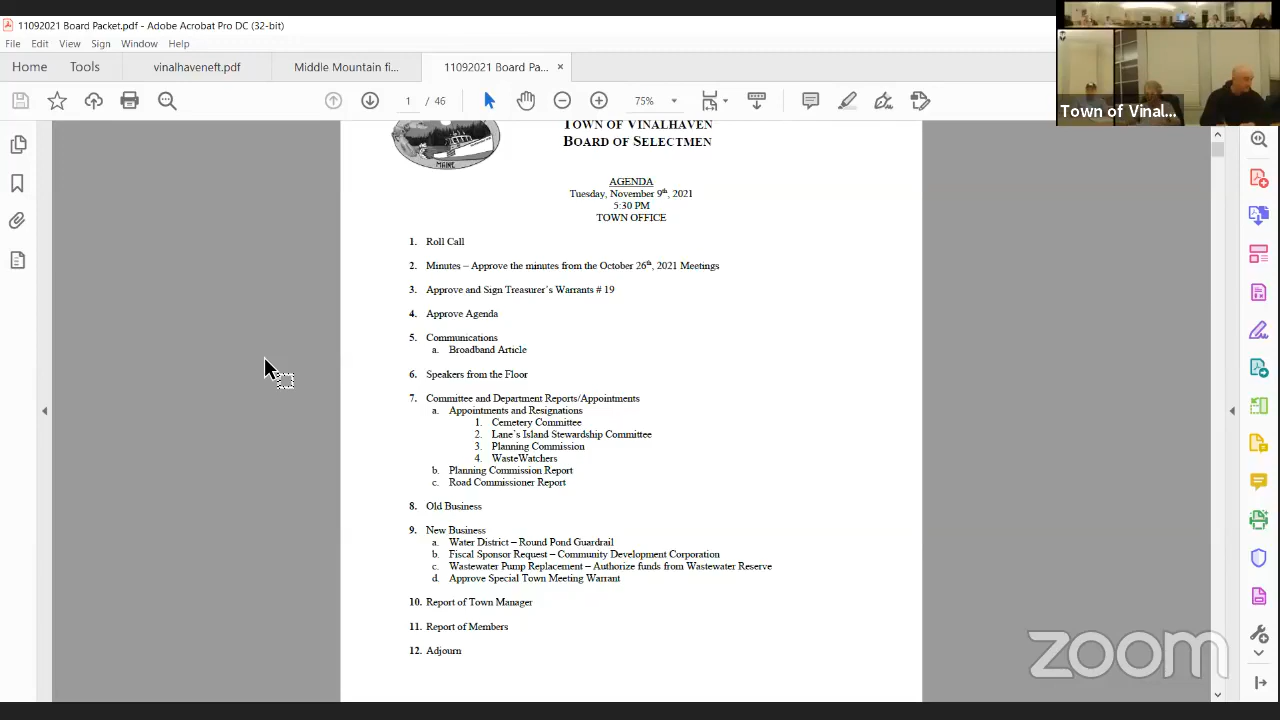 11092021 Board Packet.pdf - Adobe Acrobat Pro DC (32-bit)
File Edit View Sign Window Help
Home Tools vinalhaveneft.pdf Middle Mountain fi... 11092021 Board Pa... ×
1 / 46 75%
Town of Vinal...
MAINE
TOWN OF VINALHAVEN
BOARD OF SELECTMEN
AGENDA
Tuesday, November 9th, 2021
5:30 PM
TOWN OFFICE
1. Roll Call
2. Minutes – Approve the minutes from the October 26th, 2021 Meetings
3. Approve and Sign Treasurer's Warrants # 19
4. Approve Agenda
5. Communications
a. Broadband Article
6. Speakers from the Floor
7. Committee and Department Reports/Appointments
a. Appointments and Resignations
1. Cemetery Committee
2. Lane's Island Stewardship Committee
3. Planning Commission
4. WasteWatchers
b. Planning Commission Report
c. Road Commissioner Report
8. Old Business
9. New Business
a. Water District – Round Pond Guardrail
b. Fiscal Sponsor Request – Community Development Corporation
c. Wastewater Pump Replacement – Authorize funds from Wastewater Reserve
d. Approve Special Town Meeting Warrant
10. Report of Town Manager
11. Report of Members
12. Adjourn
zoom